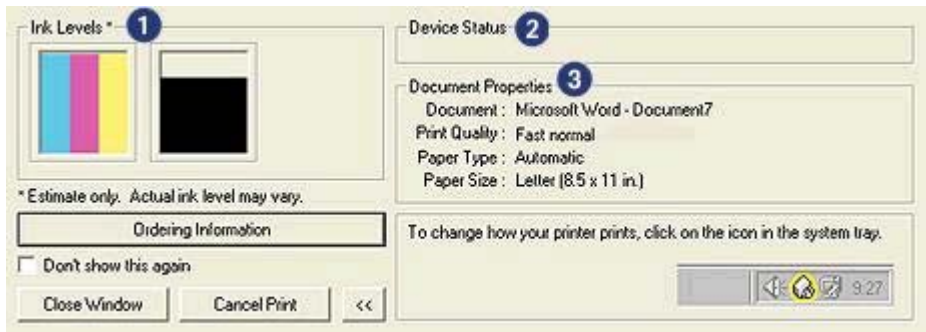 Ink Levels * 1
* Estimate only. Actual ink level may vary.
Ordering Information
Don't show this again
Close Window Cancel Print <<
Device Status 2
Document Properties 3
Document : Microsoft Word - Document7
Print Quality : Fast normal
Paper Type : Automatic
Paper Size : Letter (8.5 x 11 in.)
To change how your printer prints, click on the icon in the system tray.
9:27